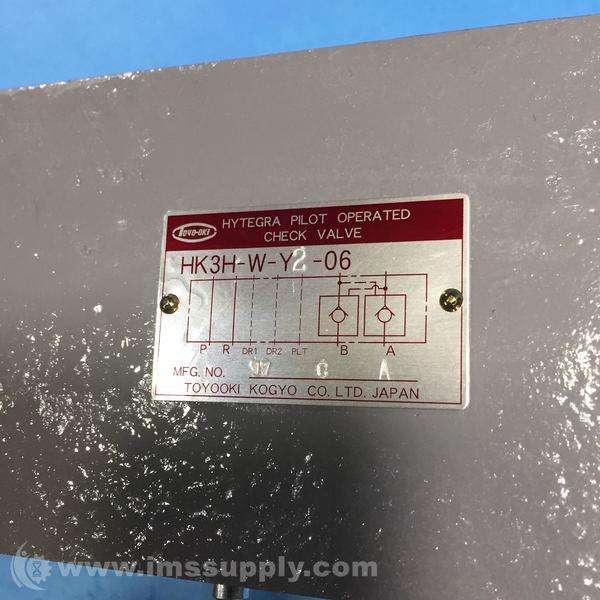 TOYO-OKI
HYTEGRA PILOT OPERATED
CHECK VALVE
HK3H-W-Y2-06
P R DR1 DR2 PLT B A
MFG. NO. 97 G A
TOYOOKI KOGYO CO. LTD. JAPAN
© www.imssupply.com